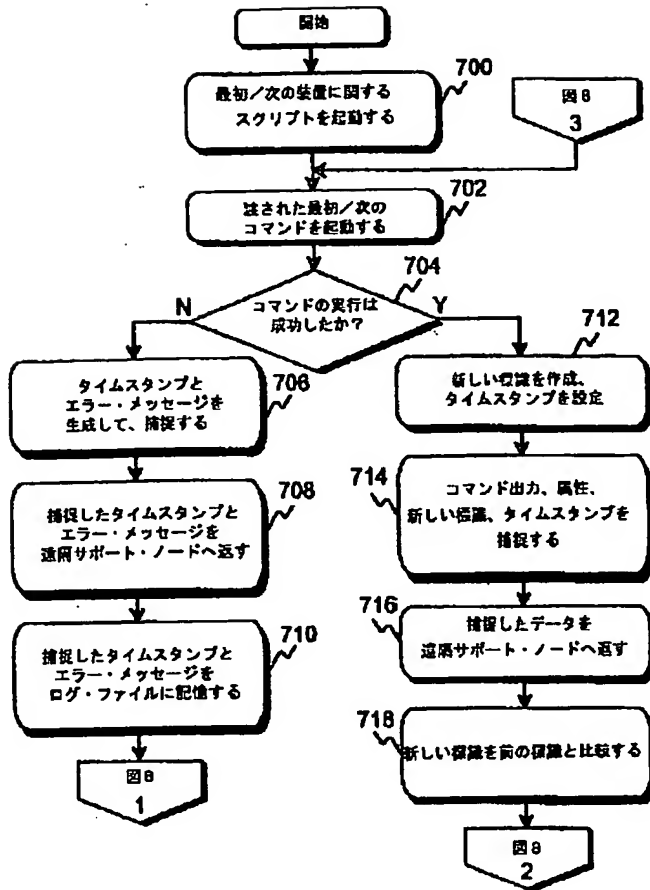 開始
最初/次の装置に関する
スクリプトを起動する
700
図8
3
渡された最初/次の
コマンドを起動する
702
コマンドの実行は
成功したか?
704
N
Y
タイムスタンプと
エラー・メッセージを
生成して、捕捉する
706
捕捉したタイムスタンプと
エラー・メッセージを
遠隔サポート・ノードへ返す
708
捕捉したタイムスタンプと
エラー・メッセージを
ログ・ファイルに記憶する
710
図8
1
712
新しい標識を作成、
タイムスタンプを設定
714
コマンド出力、属性、
新しい標識、タイムスタンプを
捕捉する
716
捕捉したデータを
遠隔サポート・ノードへ返す
718
新しい標識を前の標識と比較する
図8
2